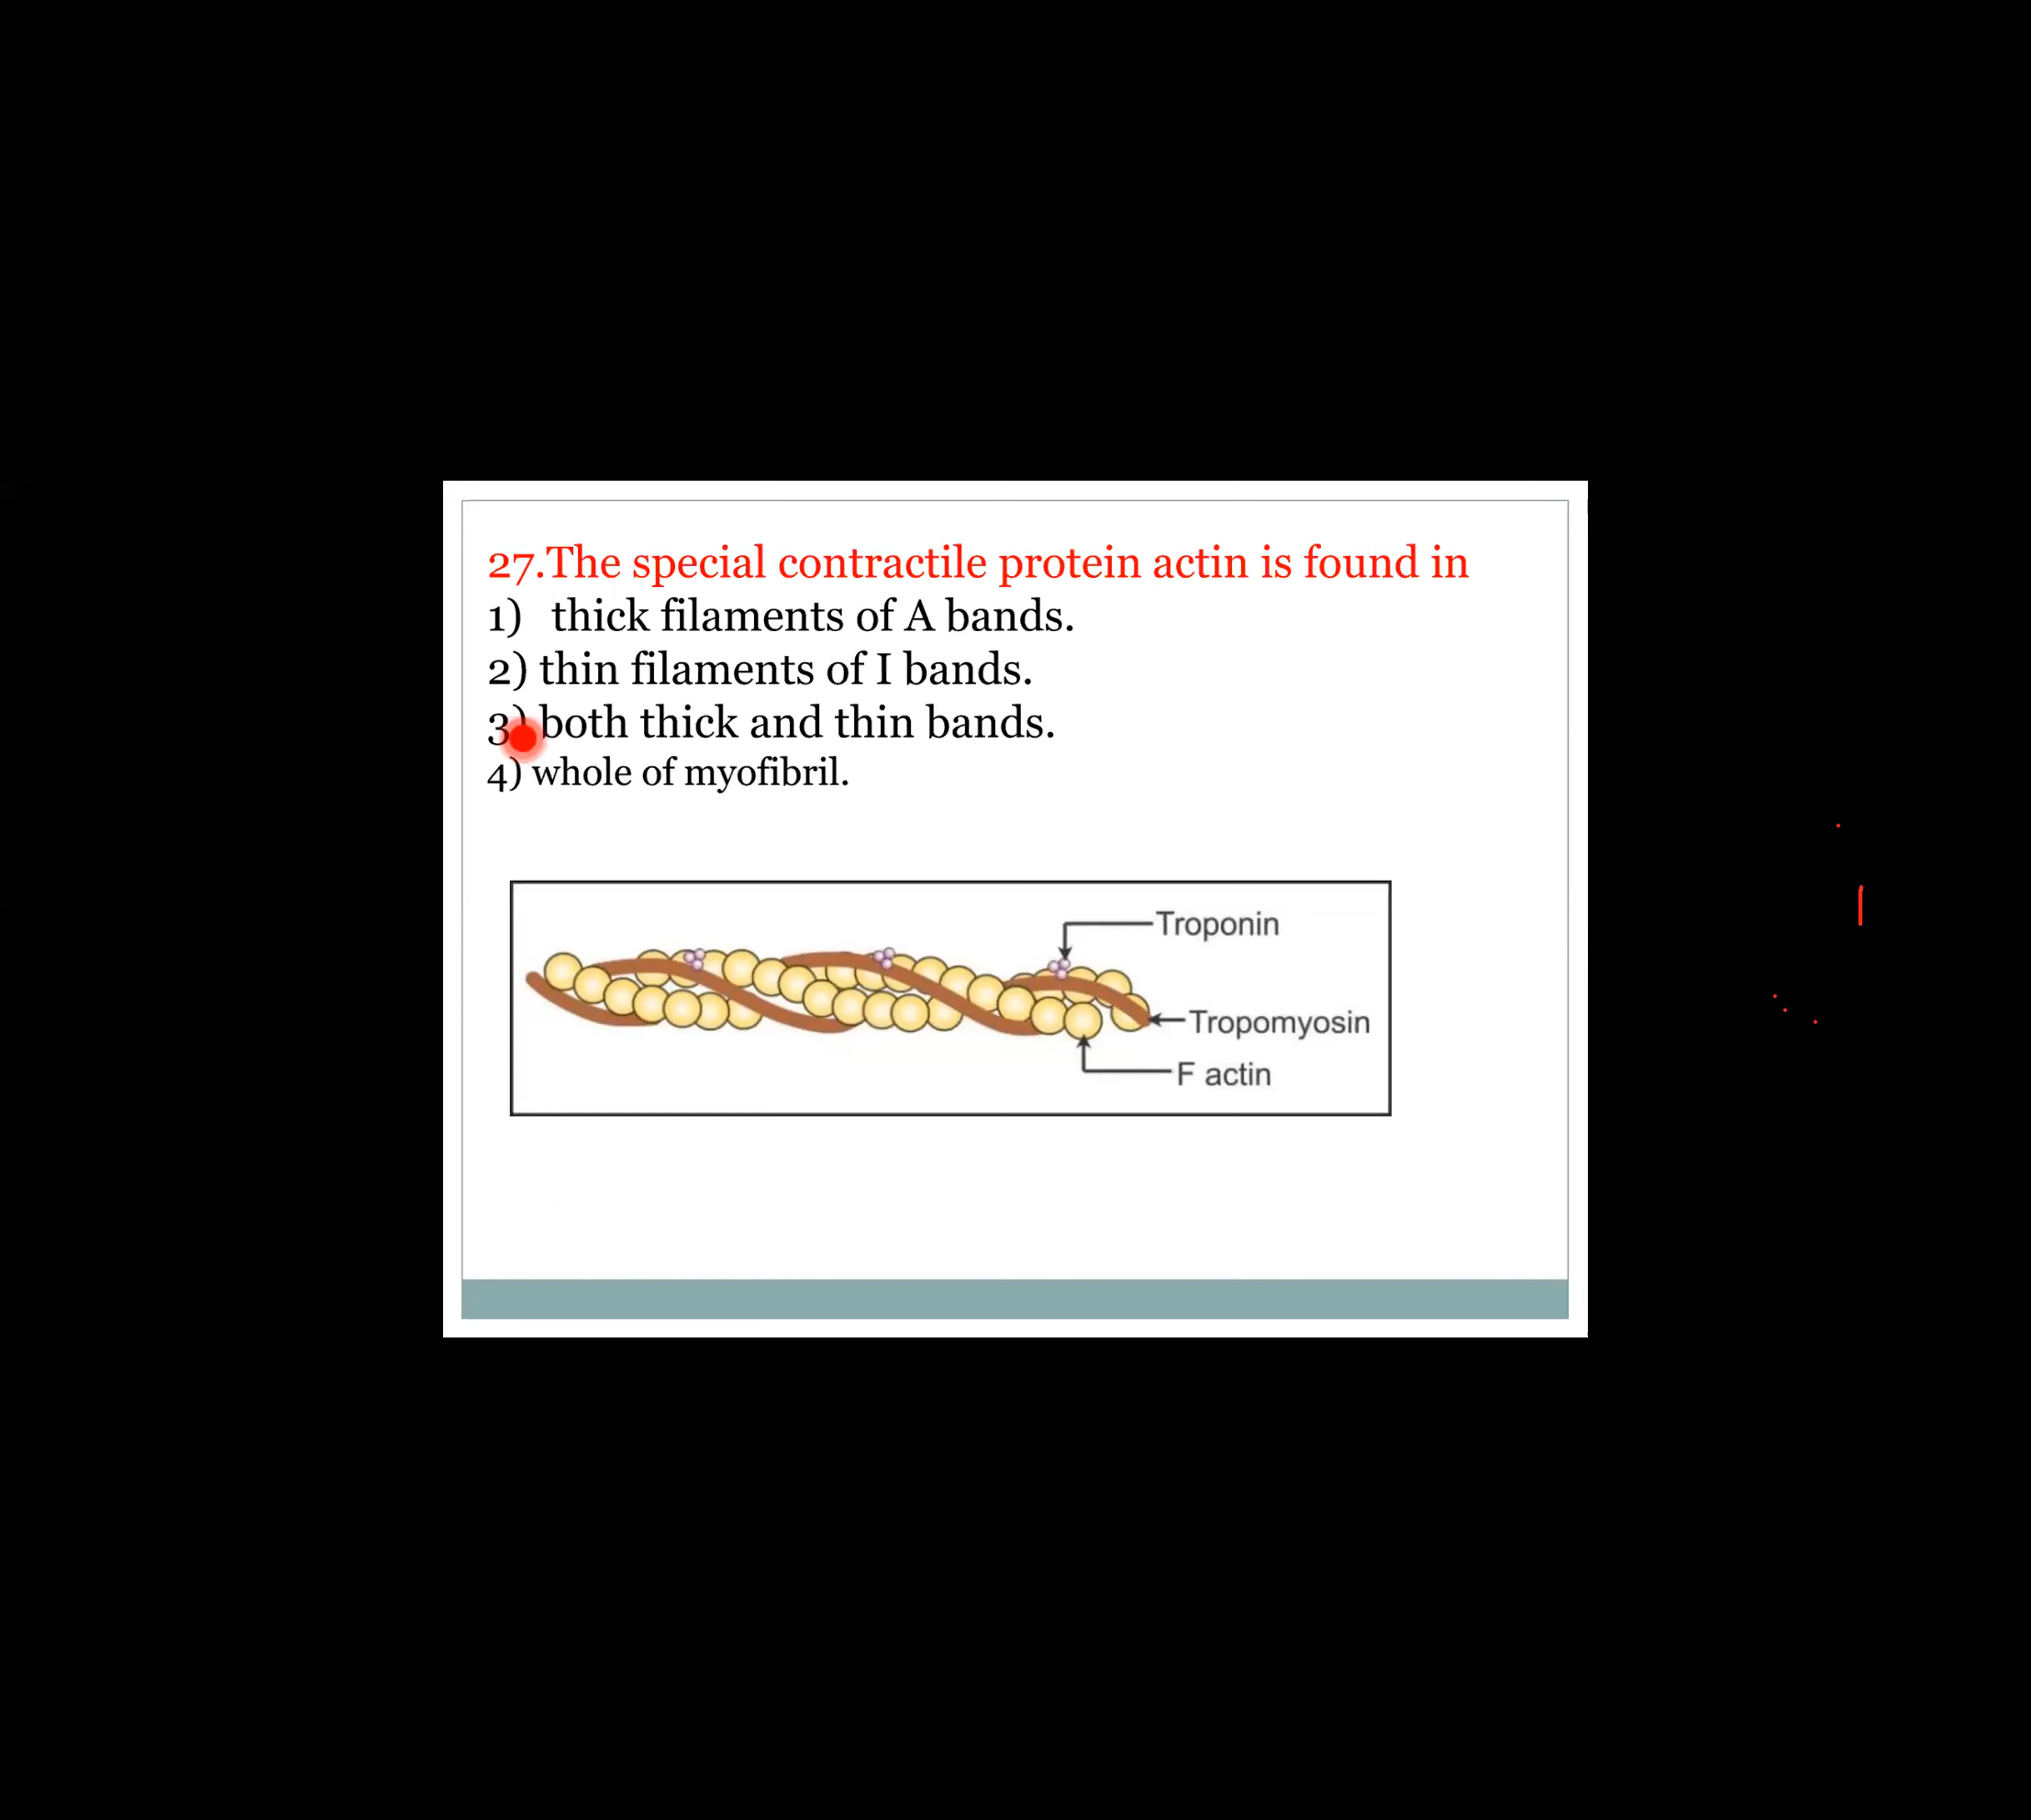 27.The special contractile protein actin is found in
1) thick filaments of A bands.
2) thin filaments of I bands.
3) both thick and thin bands.
4) whole of myofibril.
Troponin
Tropomyosin
F actin